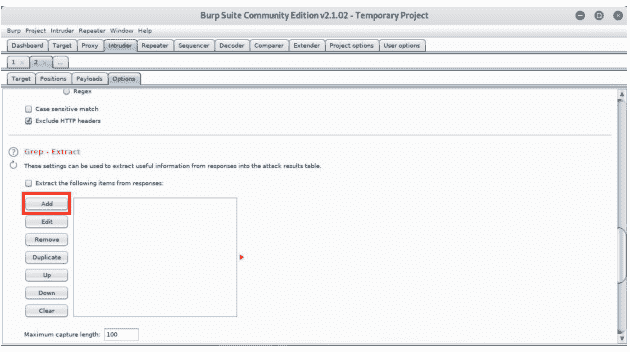 Burp Suite Community Edition v2.1.02 - Temporary Project
Burp Project Intruder Repeater Window Help
Dashboard Target Proxy Intruder Repeater Sequencer Decoder Comparer Extender Project options User options
1 × 2 × ...
Target Positions Payloads Options
Regex
Case sensitive match
Exclude HTTP headers
? Grep - Extract
These settings can be used to extract useful information from responses into the attack results table.
Extract the following items from responses:
Add
Edit
Remove
Duplicate
Up
Down
Clear
Maximum capture length: 100